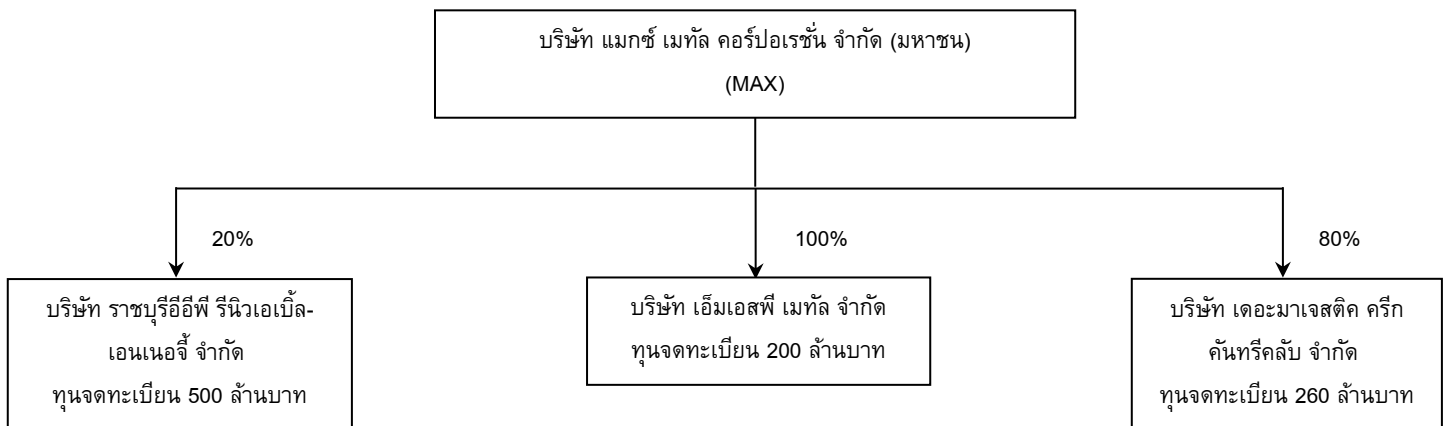 บริษัท แมกซ์ เมทัล คอร์ปอเรชั่น จำกัด (มหาชน)
(MAX)
20%
100%
80%
บริษัท ราชบุรีอีอีพี รีนิวเอเบิ้ล-
เอนเนอจี้ จำกัด
ทุนจดทะเบียน 500 ล้านบาท
บริษัท เอ็มเอสพี เมทัล จำกัด
ทุนจดทะเบียน 200 ล้านบาท
บริษัท เดอะมาเจสติค ครีก
คันทรีคลับ จำกัด
ทุนจดทะเบียน 260 ล้านบาท